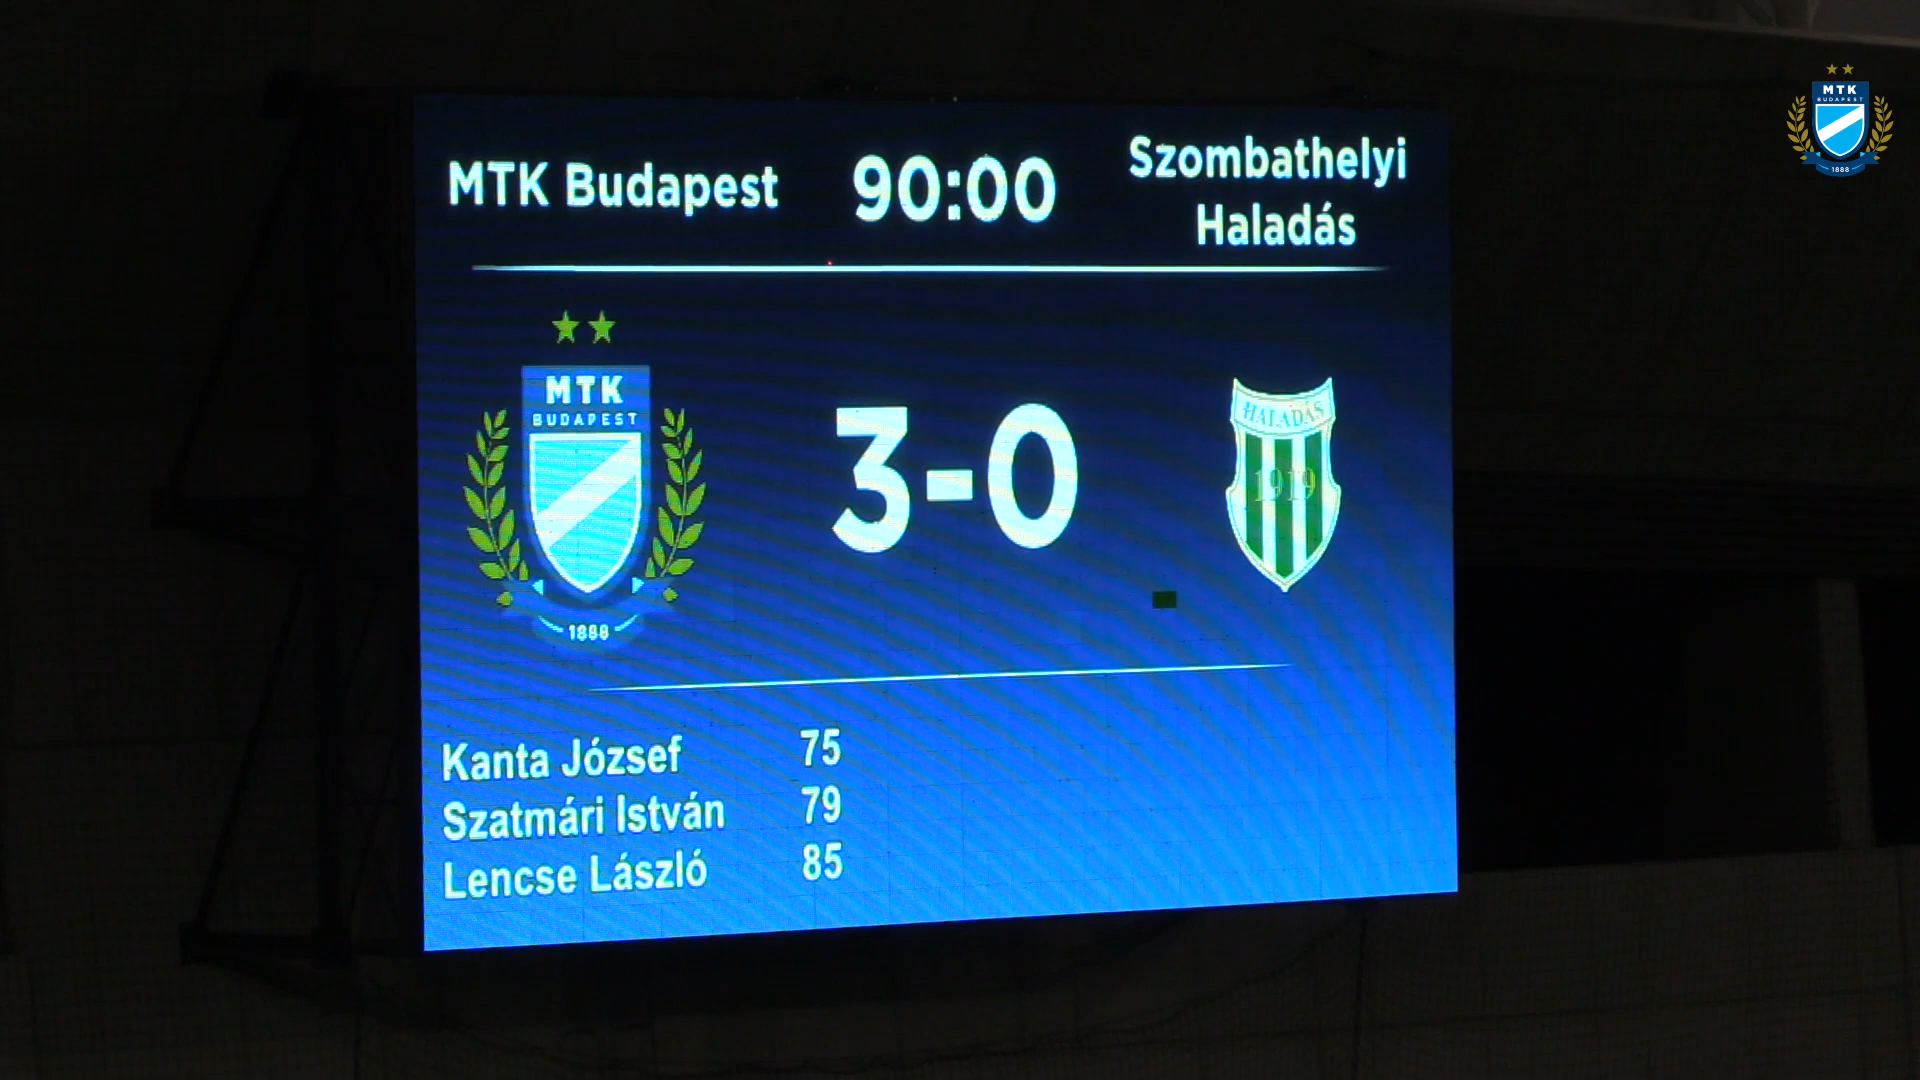 MTK Budapest
90:00
Szombathelyi
Haladás
MTK
BUDAPEST
1888
3-0
HALADÁS
1919
Kanta József 75
Szatmári István 79
Lencse László 85
MTK
BUDAPEST
1888